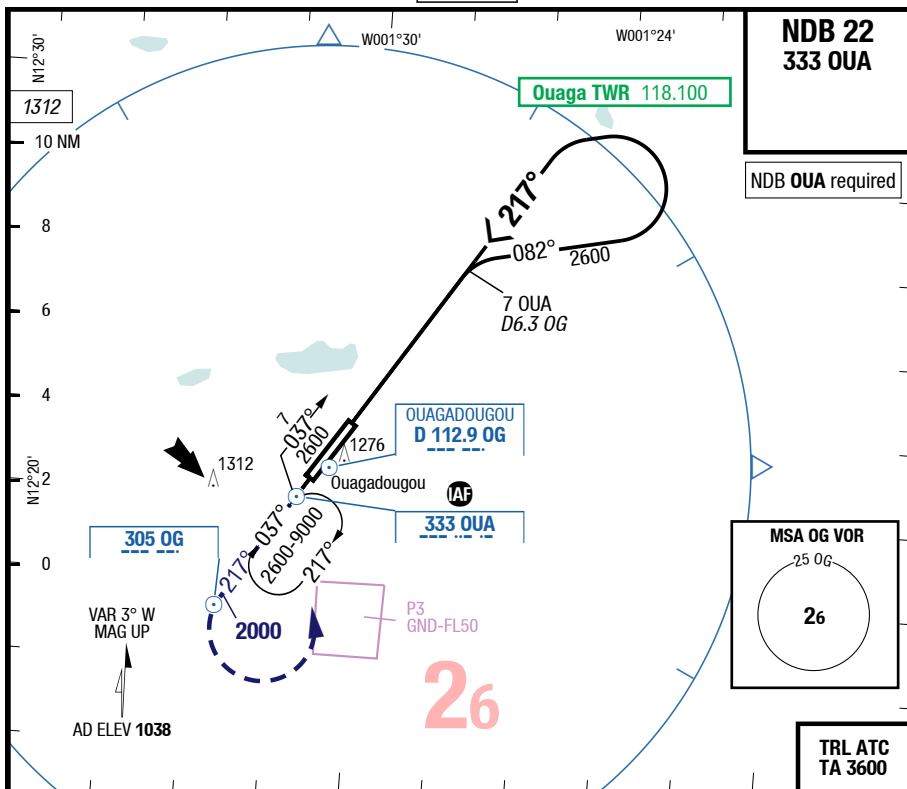 N12°30'
W001°30'
W001°24'
NDB 22
333 OUA
Ouaga TWR 118.100
1312
10 NM
NDB OUA required
217°
8
082°
2600
6
7 OUA
D6.3 OG
4
7
037°
2600
OUAGADOUGOU
D 112.9 OG
1276
1312
N12°20'
2
Ouagadougou
IAF
333 OUA
305 OG
037°
2600-9000
217°
217°
0
MSA OG VOR
25 OG
26
P3
GND-FL50
VAR 3° W
MAG UP
2000
26
AD ELEV 1038
TRL ATC
TA 3600